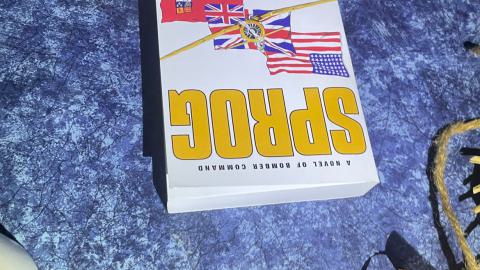 A NOVEL OF BOMBER COMMAND
SPROG